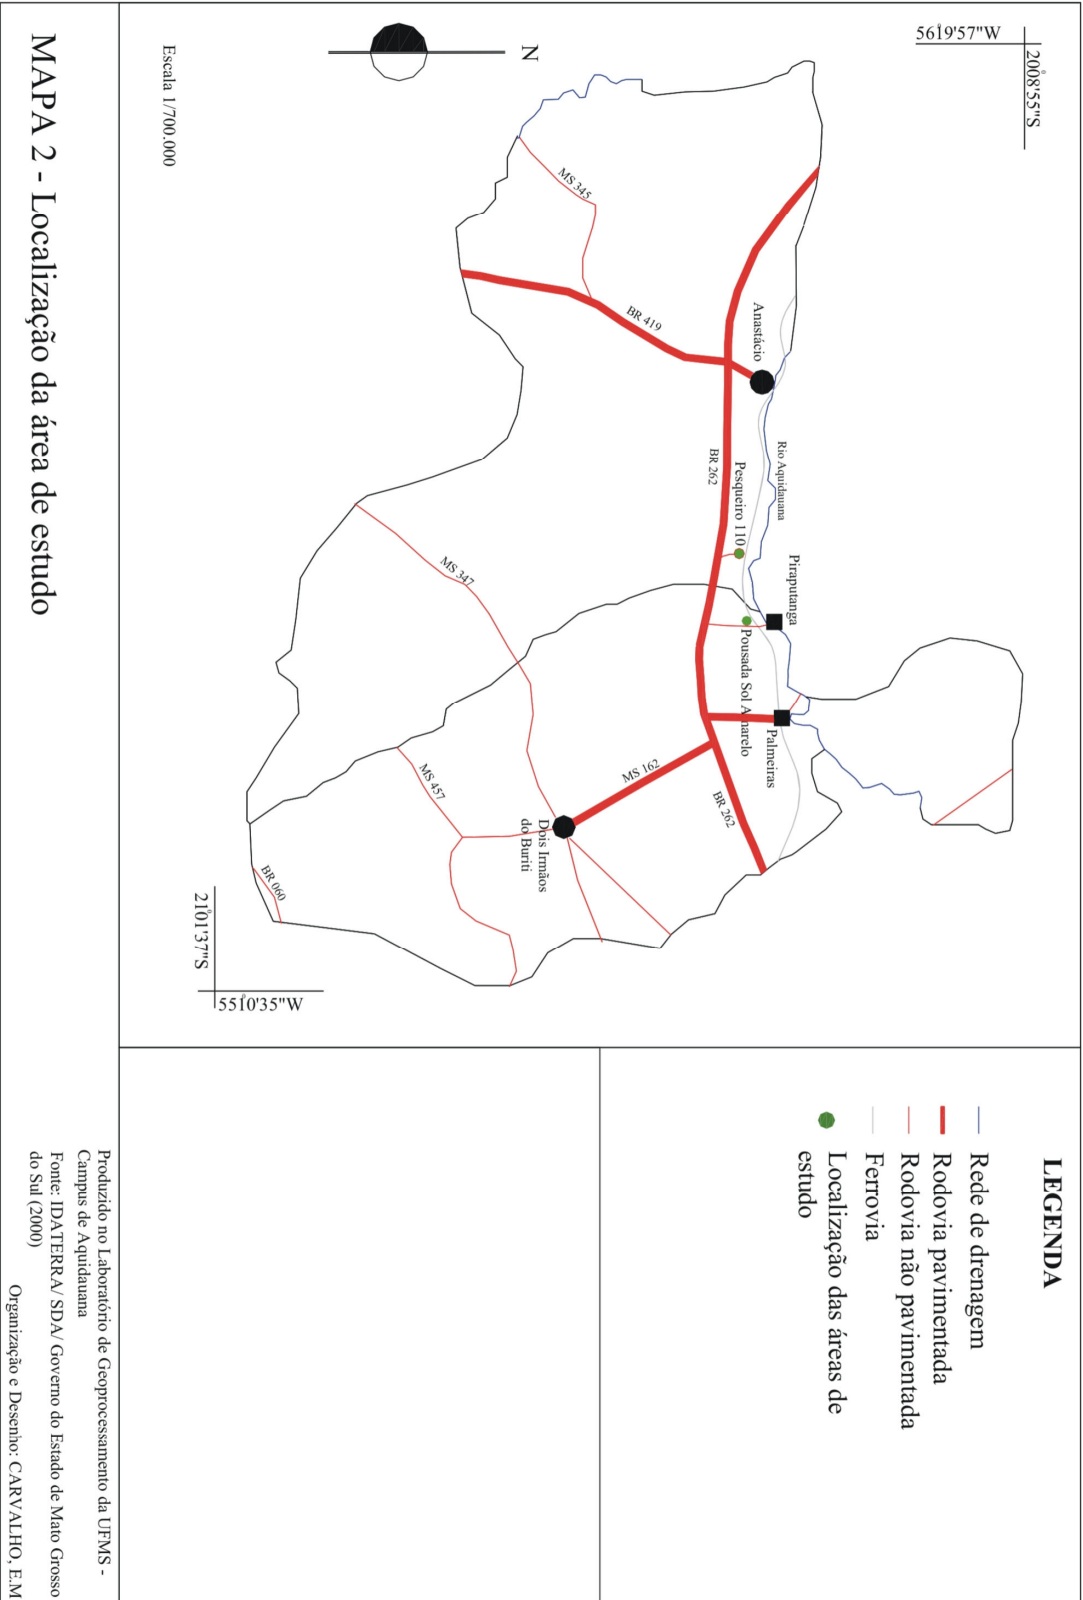 56°19'57"W
20°08'55"S
N
Escala 1/700.000
MS 345
BR 419
Anastácio
Rio Aquidauana
BR 262
Pesqueiro 110
Piraputanga
Pousada Sol Amarelo
Palmeiras
MS 347
MS 162
BR 262
MS 457
Dois Irmãos
do Buriti
BR 060
21°01'37"S
55°10'35"W
LEGENDA
Rede de drenagem
Rodovia pavimentada
Rodovia não pavimentada
Ferrovia
Localização das áreas de
estudo
MAPA 2 - Localização da área de estudo
Produzido no Laboratório de Geoprocessamento da UFMS -
Campus de Aquidauana
Fonte: IDATERRA/ SDA/ Governo do Estado de Mato Grosso
do Sul (2000)
Organização e Desenho: CARVALHO, E.M